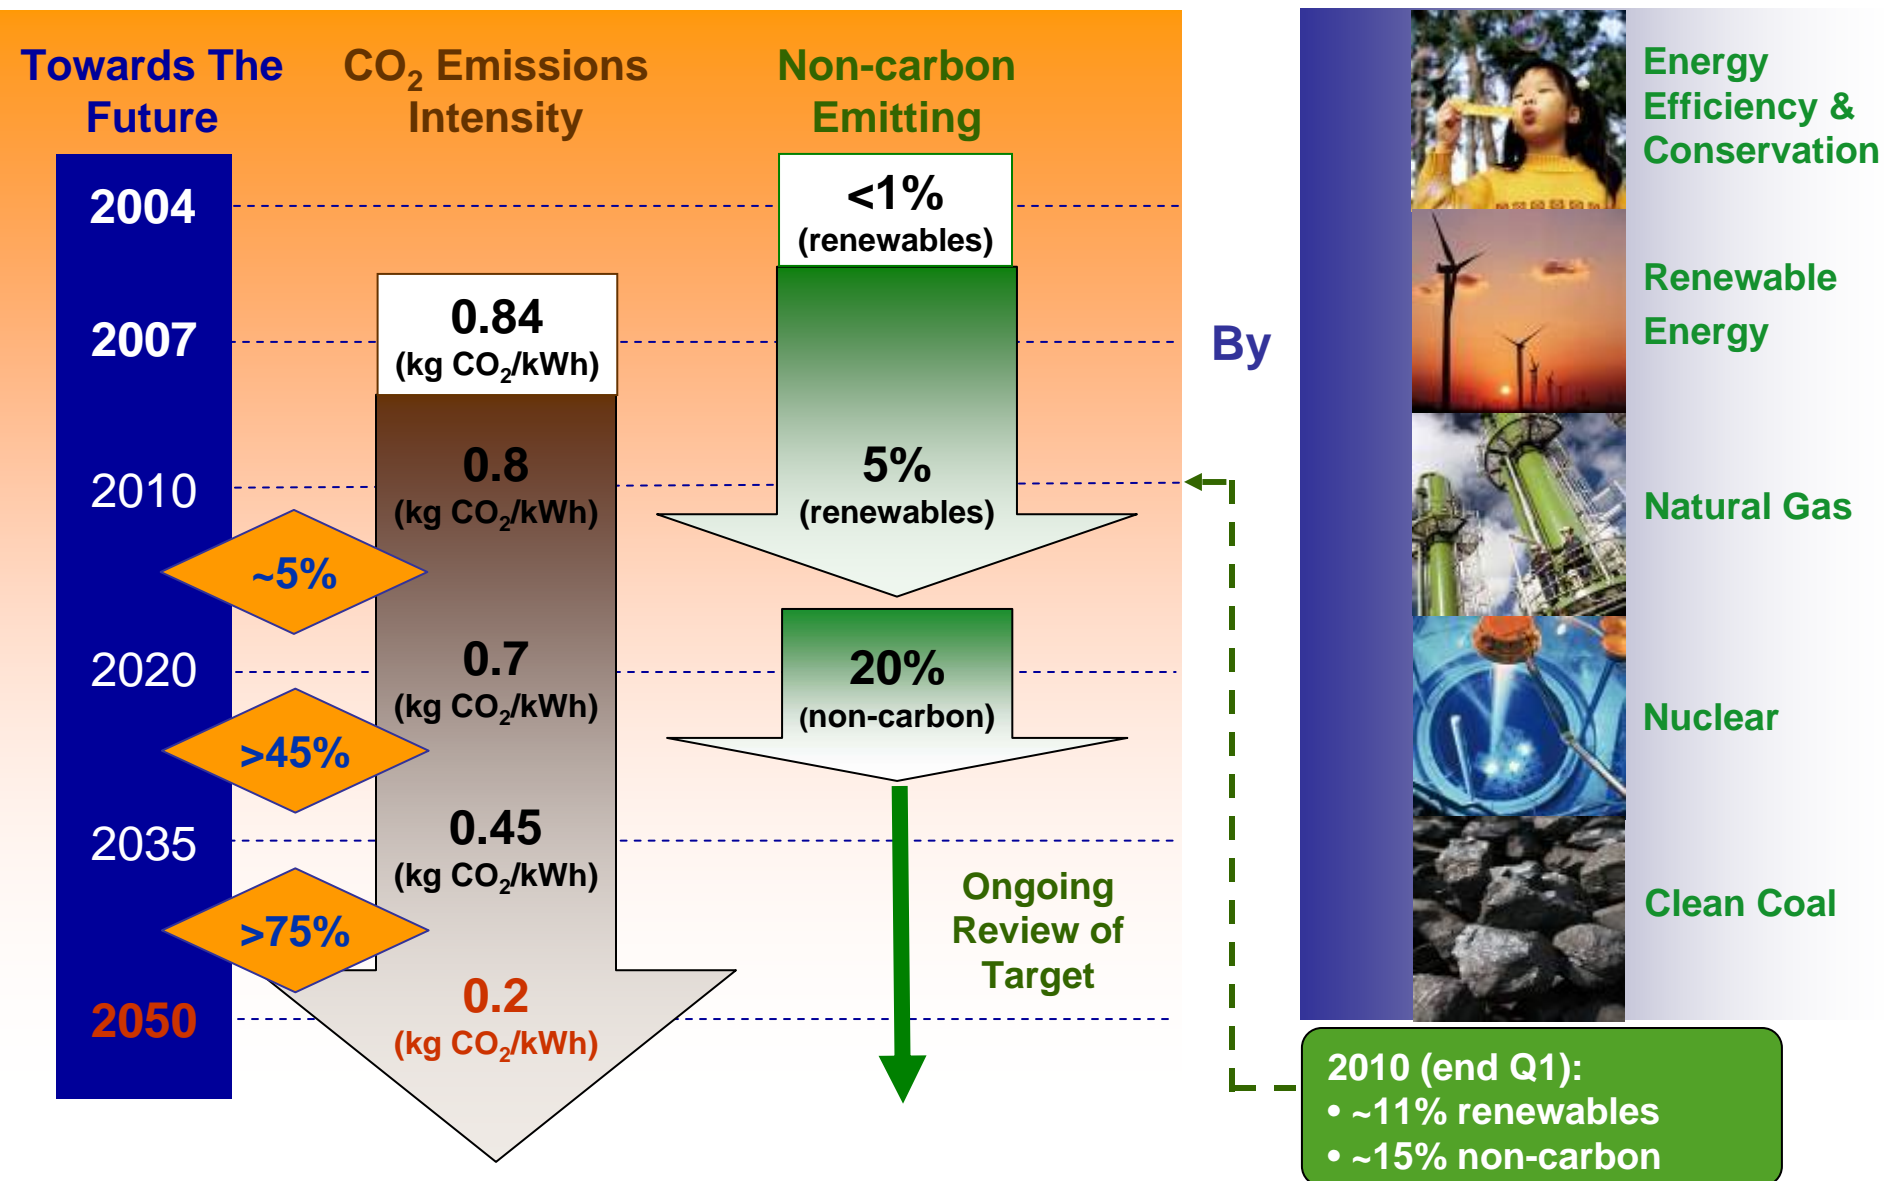 Towards The
Future
CO₂ Emissions
Intensity
Non-carbon
Emitting
2004
<1%
(renewables)
2007
0.84
(kg CO₂/kWh)
2010
0.8
(kg CO₂/kWh)
5%
(renewables)
~5%
2020
0.7
(kg CO₂/kWh)
20%
(non-carbon)
>45%
2035
0.45
(kg CO₂/kWh)
>75%
Ongoing
Review of
Target
2050
0.2
(kg CO₂/kWh)
By
Energy
Efficiency &
Conservation
Renewable
Energy
Natural Gas
Nuclear
Clean Coal
2010 (end Q1):
• ~11% renewables
• ~15% non-carbon